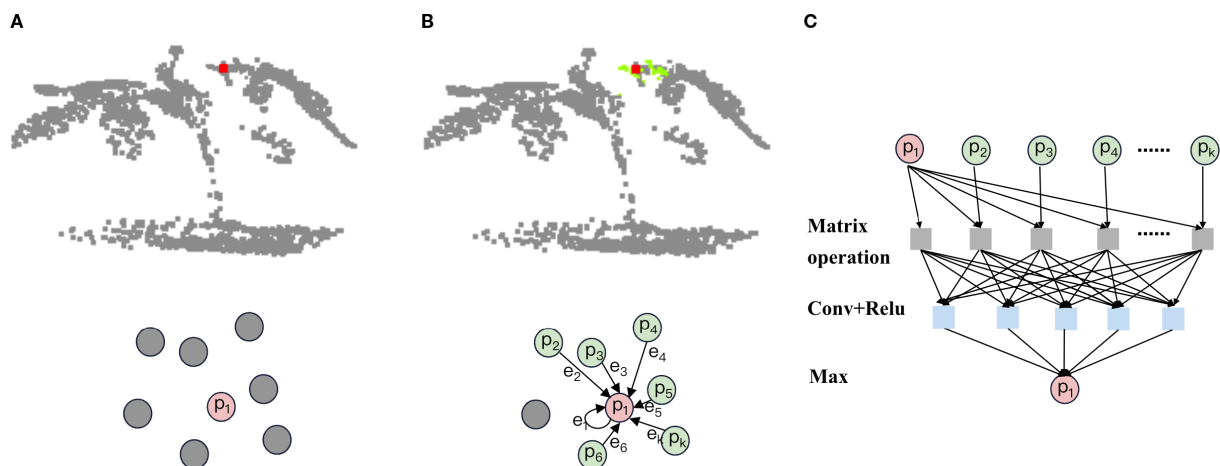 A
B
C
p1 p2 p3 p4 ...... pk
Matrix
operation
......
Conv+Relu
Max
p1
p1
p2 p3 p4
e2 e3 e4
p5
p1
e1 e5
e6 ek pk
p6